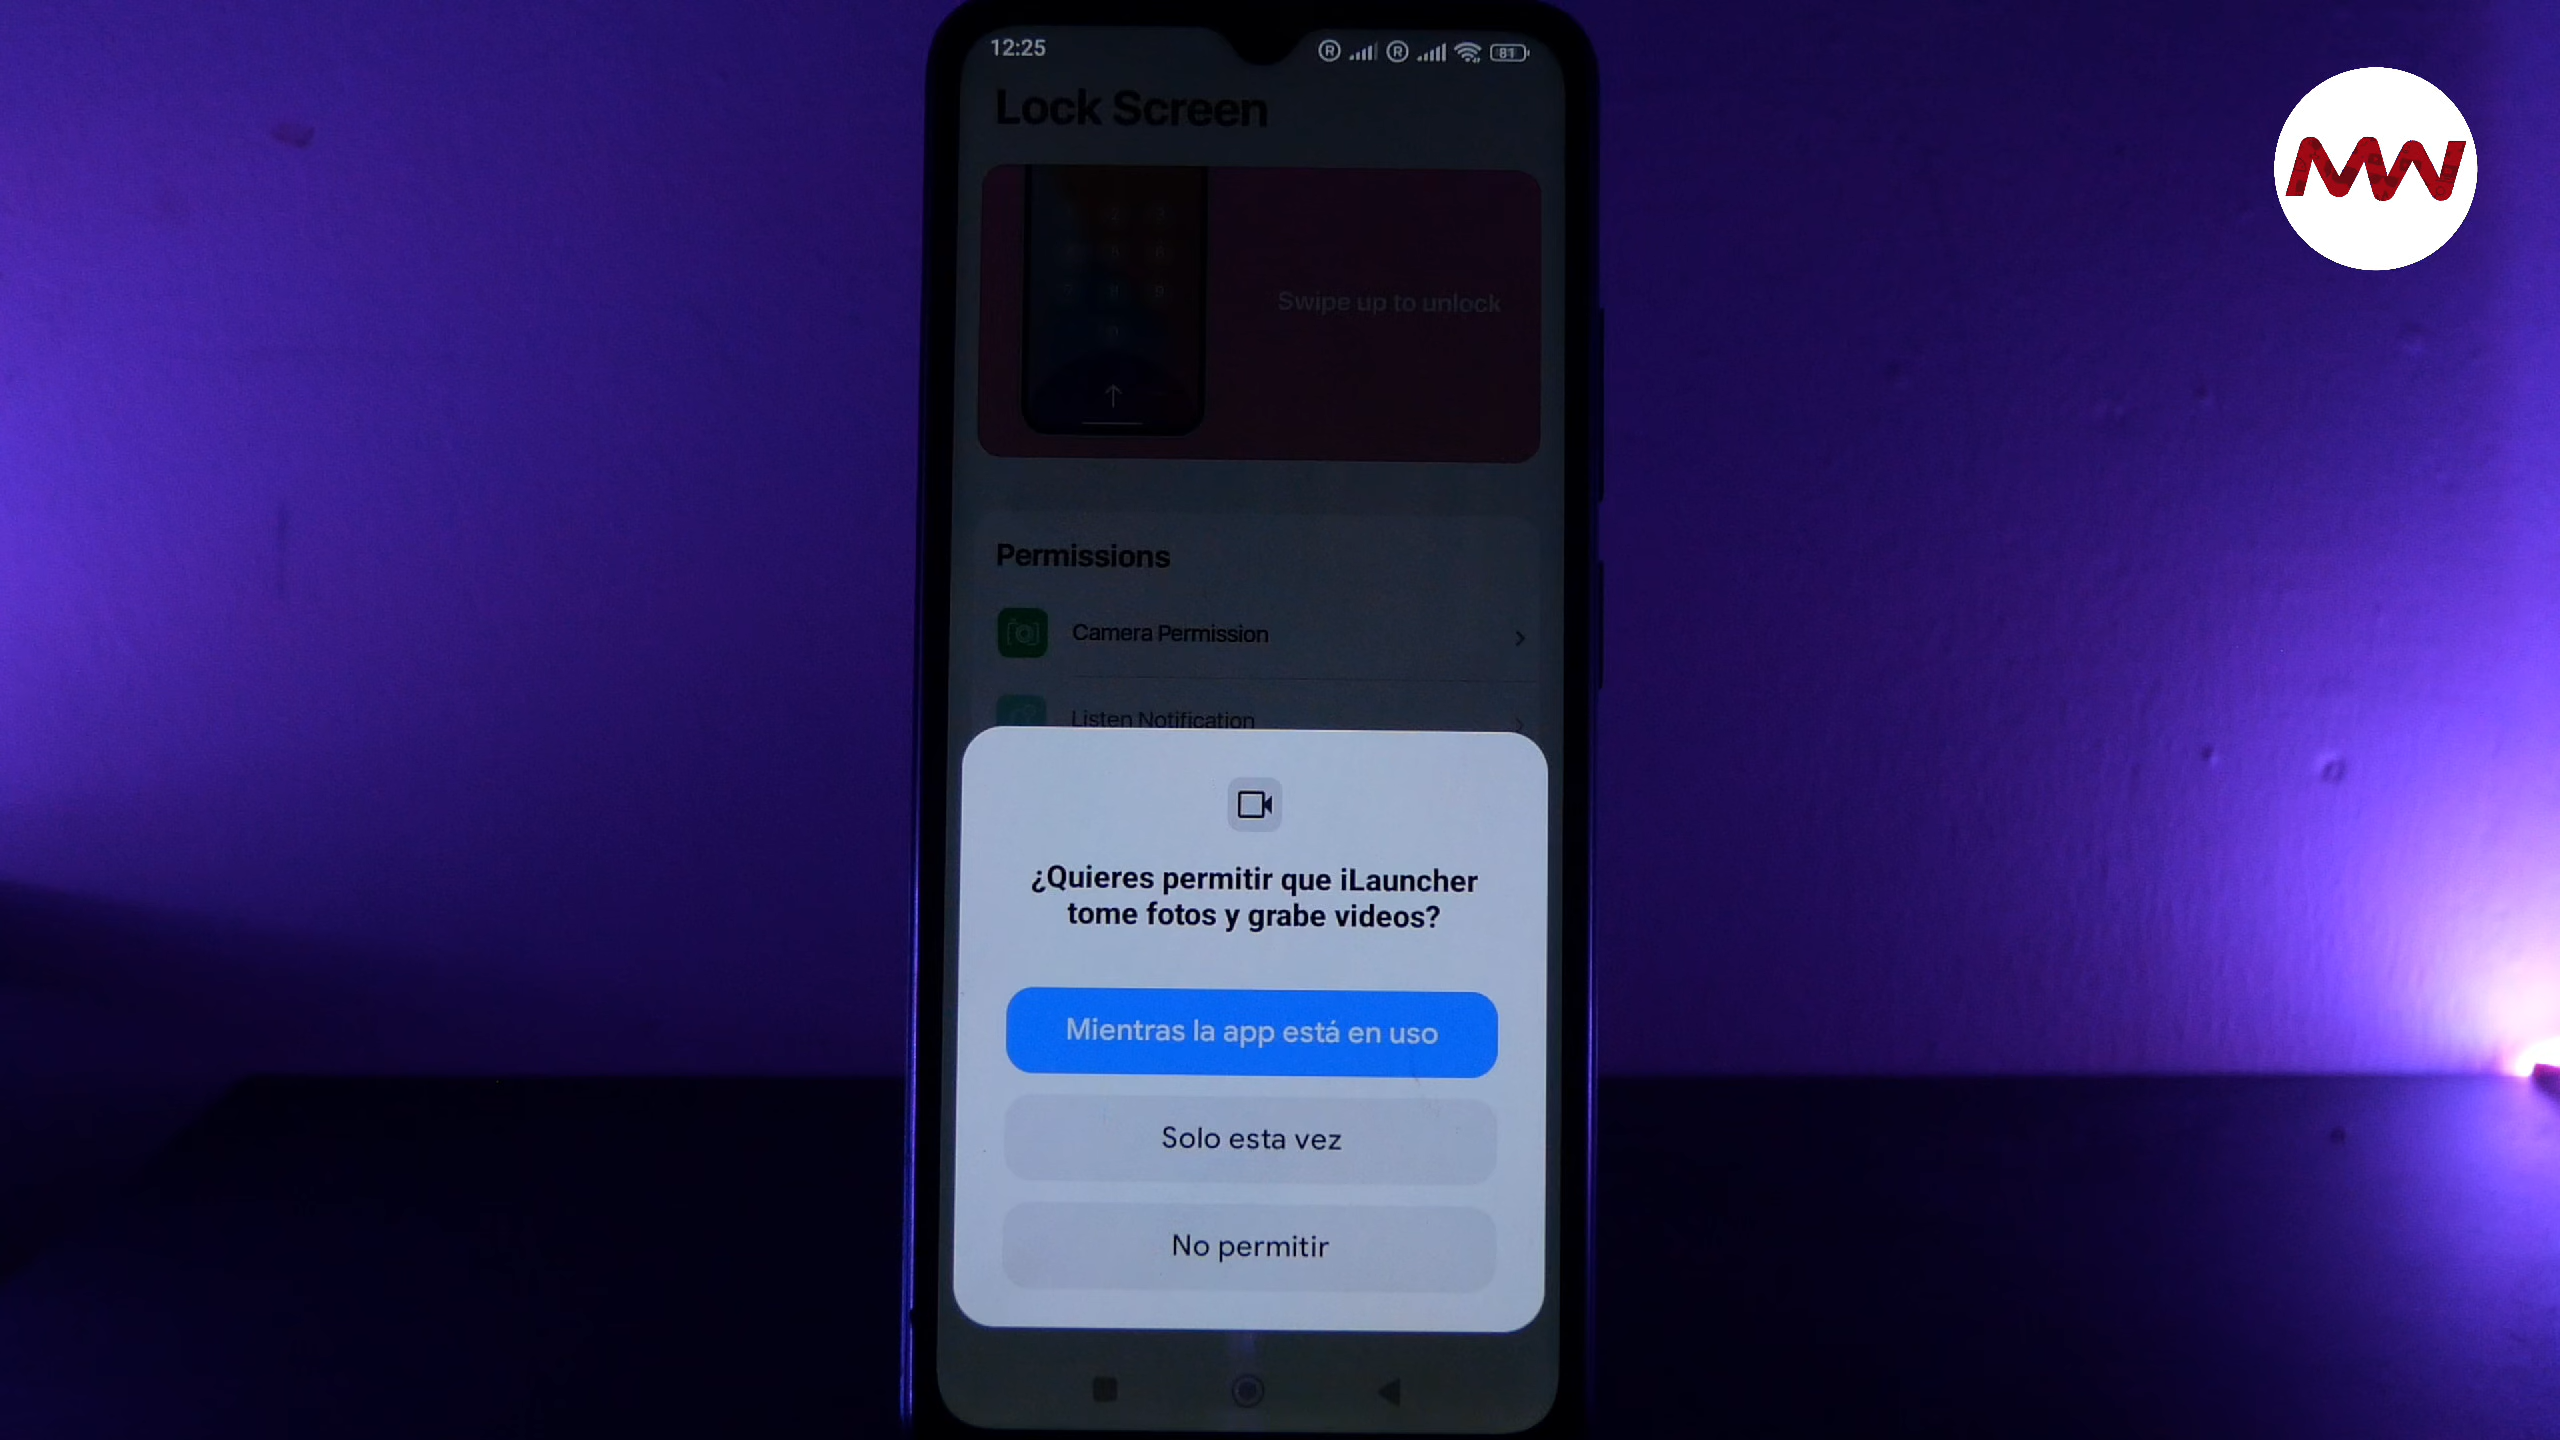 12:25
R R 81
Lock Screen
Swipe up to unlock
Permissions
Camera Permission
Listen Notification
¿Quieres permitir que iLauncher
tome fotos y grabe videos?
Mientras la app está en uso
Solo esta vez
No permitir
MW